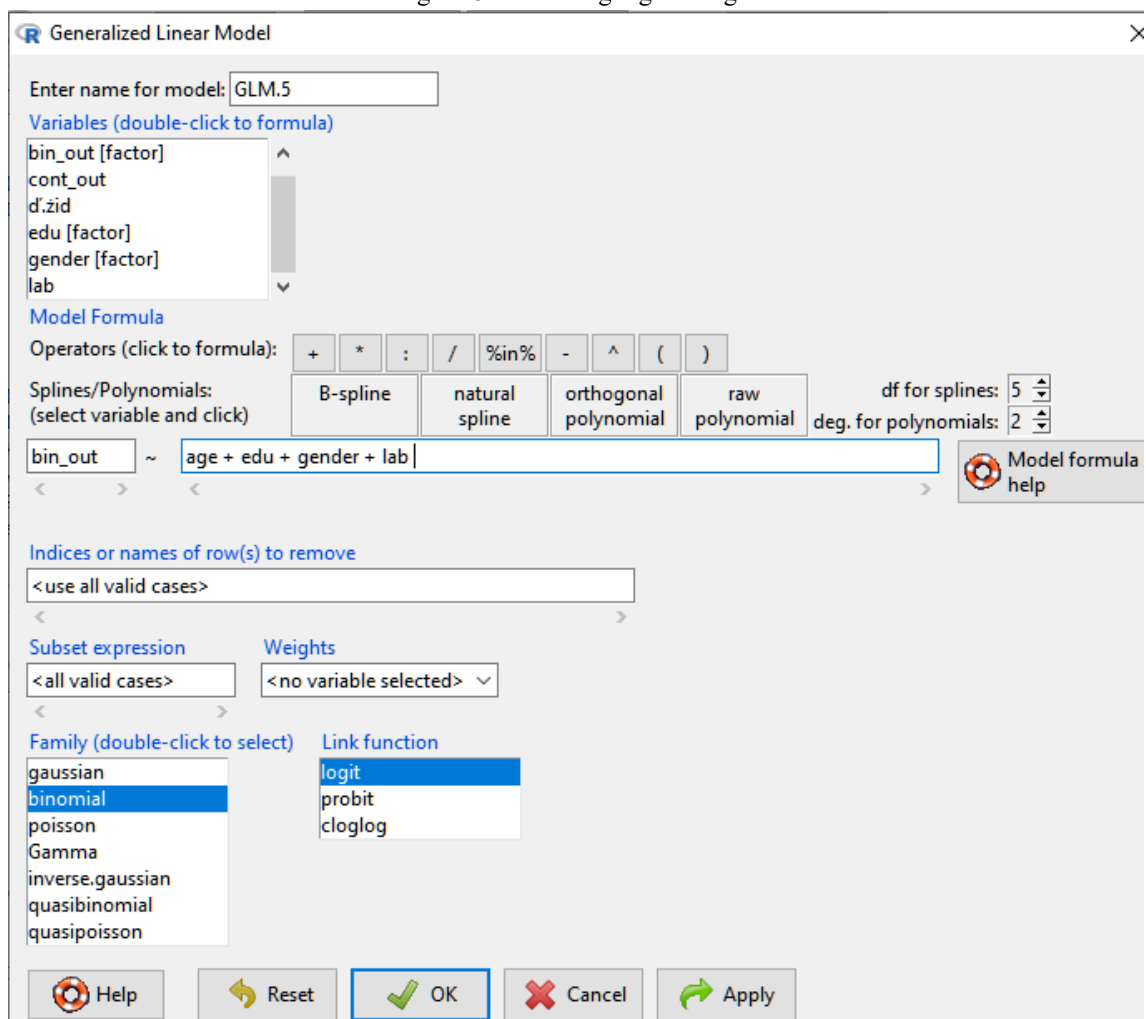 Generalized Linear Model
Enter name for model: GLM.5
Variables (double-click to formula)
bin_out [factor]
cont_out
ď.żid
edu [factor]
gender [factor]
lab
Model Formula
Operators (click to formula): + * : / %in% - ^ ( )
Splines/Polynomials:
(select variable and click)
B-spline
natural
spline
orthogonal
polynomial
raw
polynomial
df for splines: 5
deg. for polynomials: 2
bin_out ~ age + edu + gender + lab
Model formula
help
Indices or names of row(s) to remove
<use all valid cases>
Subset expression Weights
<all valid cases> <no variable selected>
Family (double-click to select) Link function
gaussian logit
binomial probit
poisson cloglog
Gamma
inverse.gaussian
quasibinomial
quasipoisson
Help Reset OK Cancel Apply